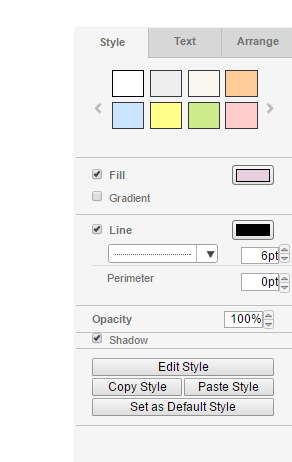 Style Text Arrange
Fill
Gradient
Line
6pt
Perimeter 0pt
Opacity 100%
Shadow
Edit Style
Copy Style Paste Style
Set as Default Style